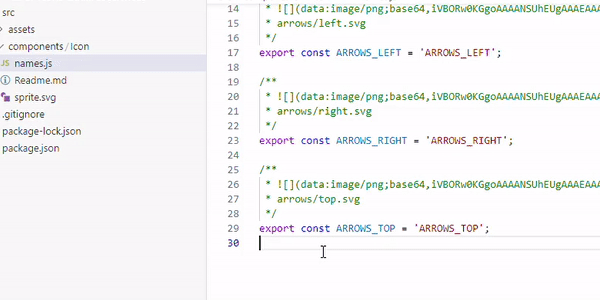 src
assets
components/Icon
JS names.js
Readme.md
sprite.svg
.gitignore
package-lock.json
package.json
14 * ![](data:image/png;base64,iVBORw0KGgoAAAANSUhEUgAAAEAAA
15 * arrows/left.svg
16 */
17 export const ARROWS_LEFT = 'ARROWS_LEFT';
18
19 /**
20 * ![](data:image/png;base64,iVBORw0KGgoAAAANSUhEUgAAAEAAA
21 * arrows/right.svg
22 */
23 export const ARROWS_RIGHT = 'ARROWS_RIGHT';
24
25 /**
26 * ![](data:image/png;base64,iVBORw0KGgoAAAANSUhEUgAAAEAAA
27 * arrows/top.svg
28 */
29 export const ARROWS_TOP = 'ARROWS_TOP';
30